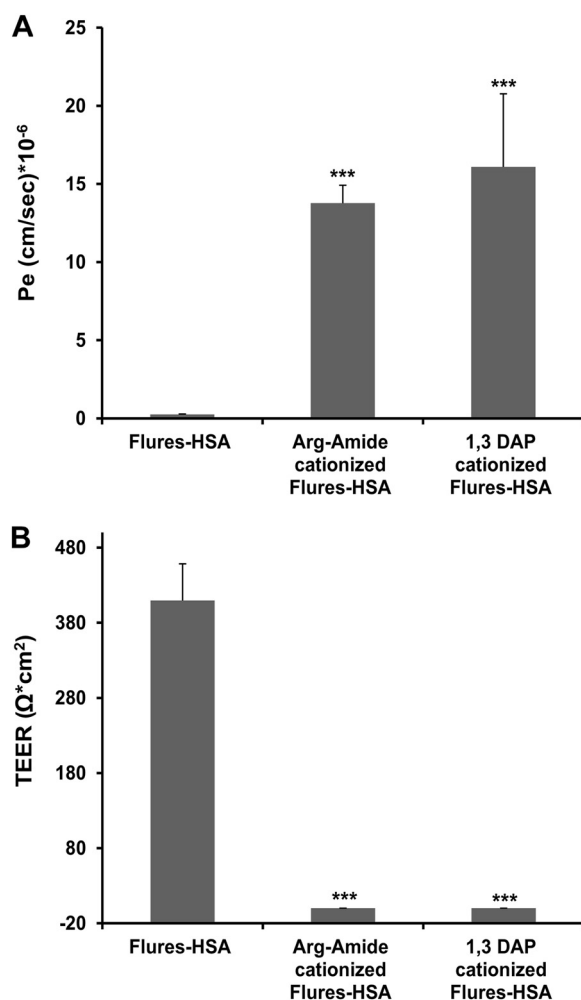 A
Pe (cm/sec)*10-6
25
20
15
10
5
0
***
***
Flures-HSA
Arg-Amide
cationized
Flures-HSA
1,3 DAP
cationized
Flures-HSA
B
TEER (Ω*cm2)
480
380
280
180
80
-20
***
***
Flures-HSA
Arg-Amide
cationized
Flures-HSA
1,3 DAP
cationized
Flures-HSA